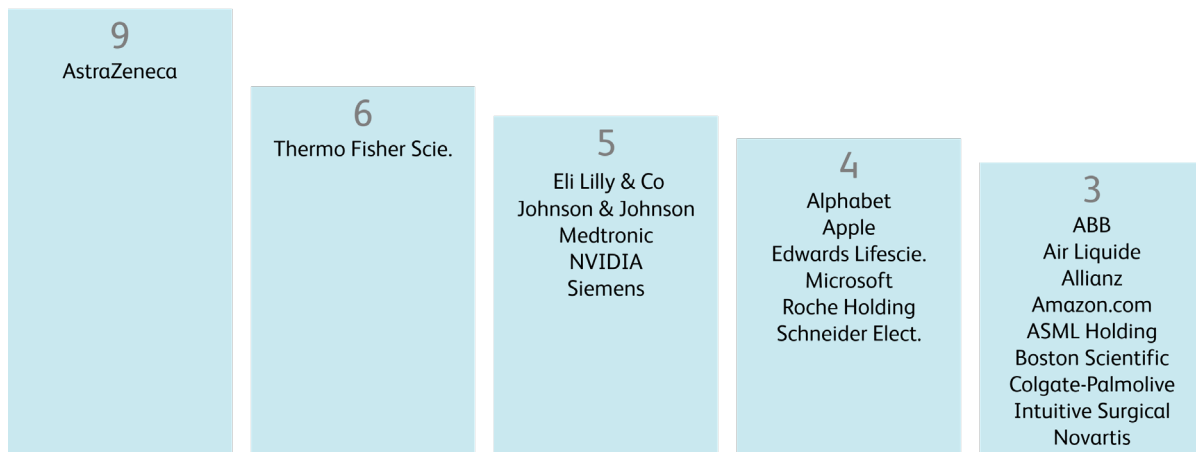 9
AstraZeneca
6
Thermo Fisher Scie.
5
Eli Lilly & Co
Johnson & Johnson
Medtronic
NVIDIA
Siemens
4
Alphabet
Apple
Edwards Lifescie.
Microsoft
Roche Holding
Schneider Elect.
3
ABB
Air Liquide
Allianz
Amazon.com
ASML Holding
Boston Scientific
Colgate-Palmolive
Intuitive Surgical
Novartis